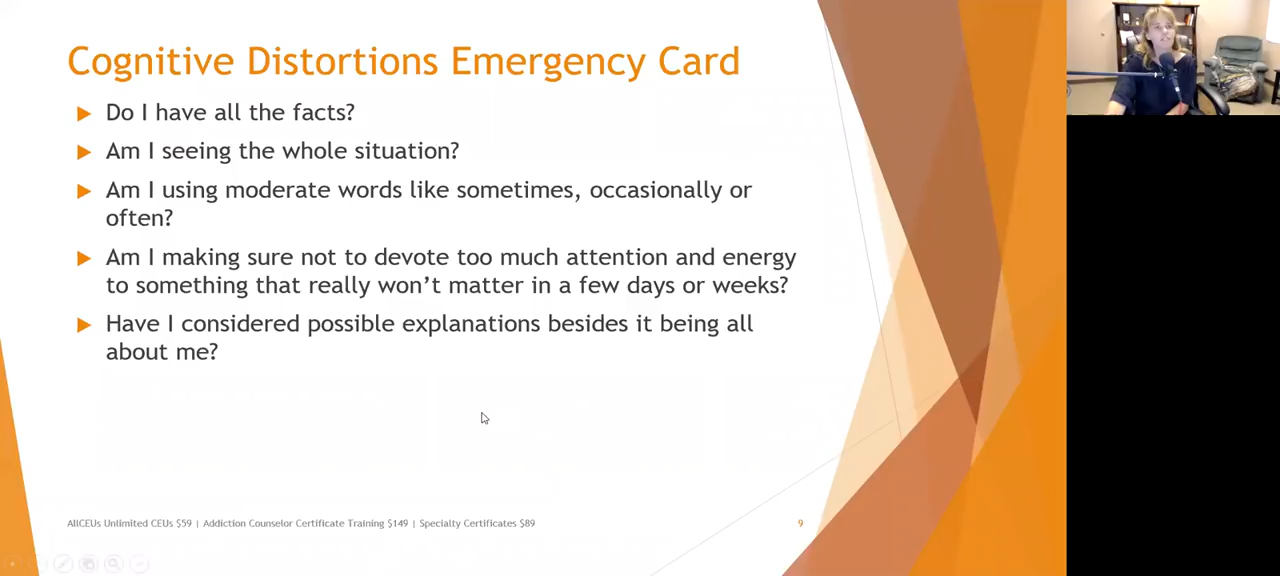 Cognitive Distortions Emergency Card
Do I have all the facts?
Am I seeing the whole situation?
Am I using moderate words like sometimes, occasionally or
often?
Am I making sure not to devote too much attention and energy
to something that really won’t matter in a few days or weeks?
Have I considered possible explanations besides it being all
about me?
AllCEUs Unlimited CEUs $59 | Addiction Counselor Certificate Training $149 | Specialty Certificates $89
9